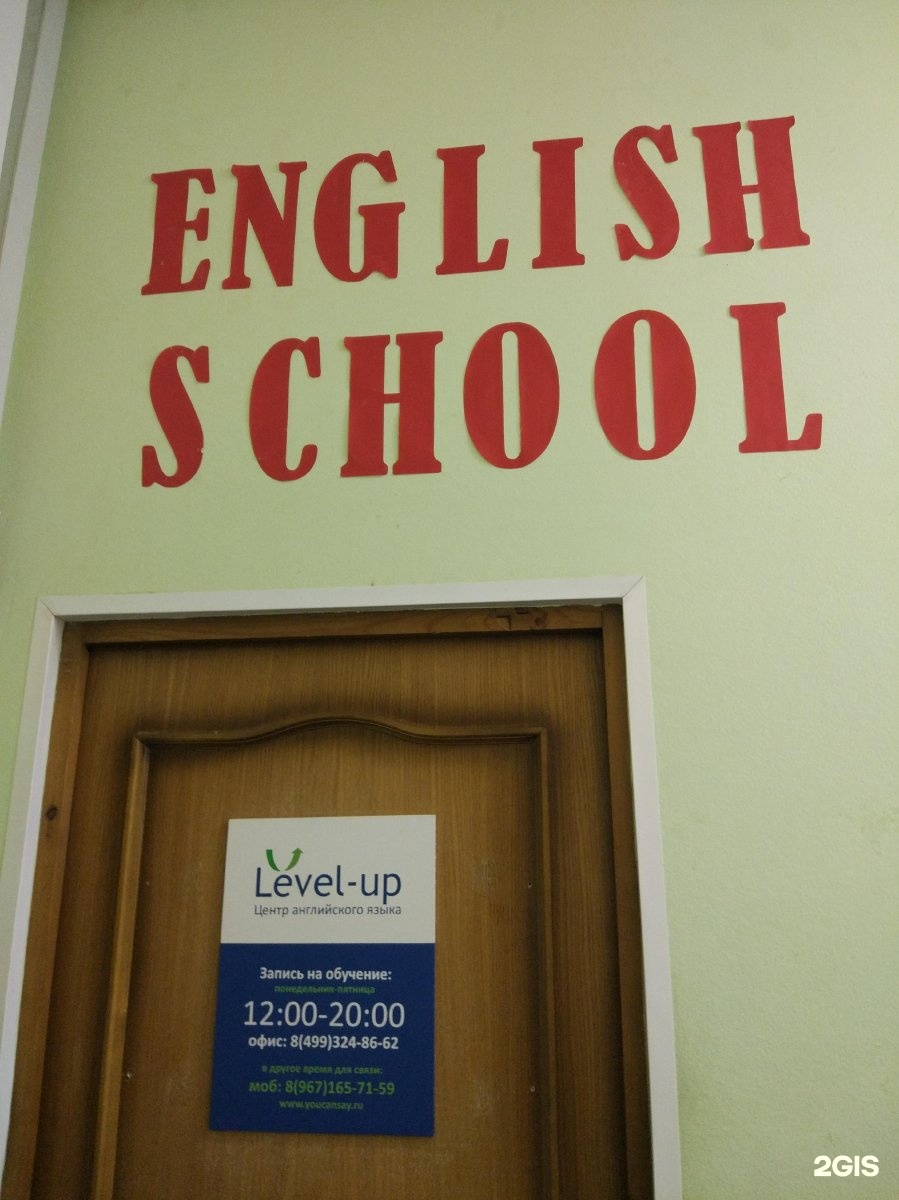 ENGLISH
SCHOOL
Level-up
Центр английского языка
Запись на обучение:
понедельник-пятница
12:00-20:00
офис: 8(499)324-86-62
в другое время для связи:
моб: 8(967)165-71-59
www.youcansay.ru
2GIS